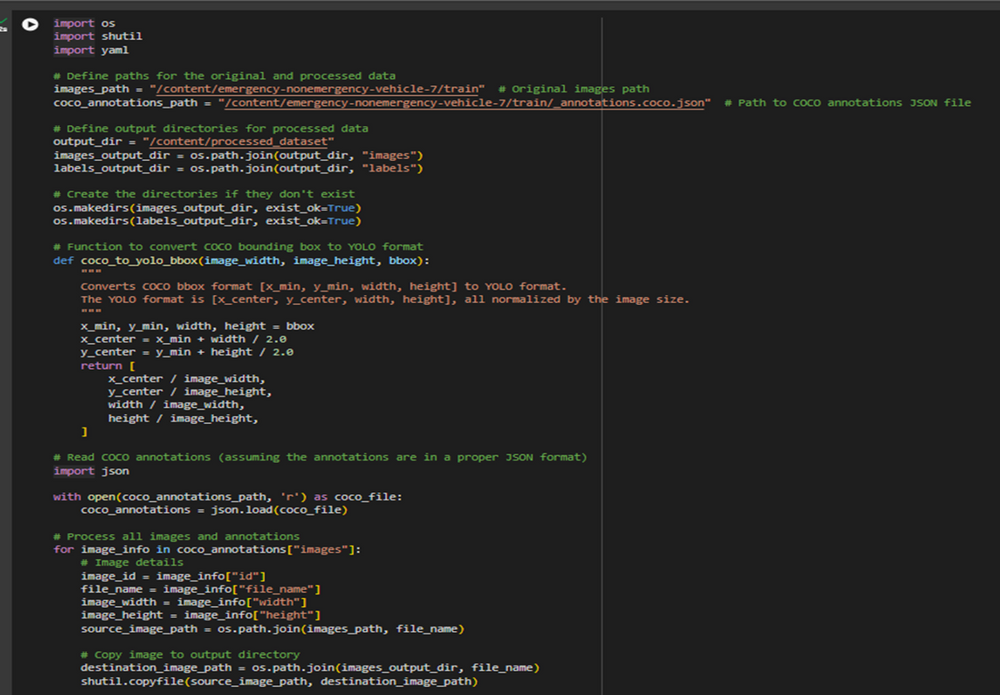 import os
import shutil
import yaml
# Define paths for the original and processed data
images_path = "/content/emergency-nonemergency-vehicle-7/train"  # Original images path
coco_annotations_path = "/content/emergency-nonemergency-vehicle-7/train/_annotations.coco.json"  # Path to COCO annotations JSON file
# Define output directories for processed data
output_dir = "/content/processed_dataset"
images_output_dir = os.path.join(output_dir, "images")
labels_output_dir = os.path.join(output_dir, "labels")
# Create the directories if they don't exist
os.makedirs(images_output_dir, exist_ok=True)
os.makedirs(labels_output_dir, exist_ok=True)
# Function to convert COCO bounding box to YOLO format
def coco_to_yolo_bbox(image_width, image_height, bbox):
    """
    Converts COCO bbox format [x_min, y_min, width, height] to YOLO format.
    The YOLO format is [x_center, y_center, width, height], all normalized by the image size.
    """
    x_min, y_min, width, height = bbox
    x_center = x_min + width / 2.0
    y_center = y_min + height / 2.0
    return [
        x_center / image_width,
        y_center / image_height,
        width / image_width,
        height / image_height,
    ]
# Read COCO annotations (assuming the annotations are in a proper JSON format)
import json
with open(coco_annotations_path, 'r') as coco_file:
    coco_annotations = json.load(coco_file)
# Process all images and annotations
for image_info in coco_annotations["images"]:
    # Image details
    image_id = image_info["id"]
    file_name = image_info["file_name"]
    image_width = image_info["width"]
    image_height = image_info["height"]
    source_image_path = os.path.join(images_path, file_name)
    # Copy image to output directory
    destination_image_path = os.path.join(images_output_dir, file_name)
    shutil.copyfile(source_image_path, destination_image_path)